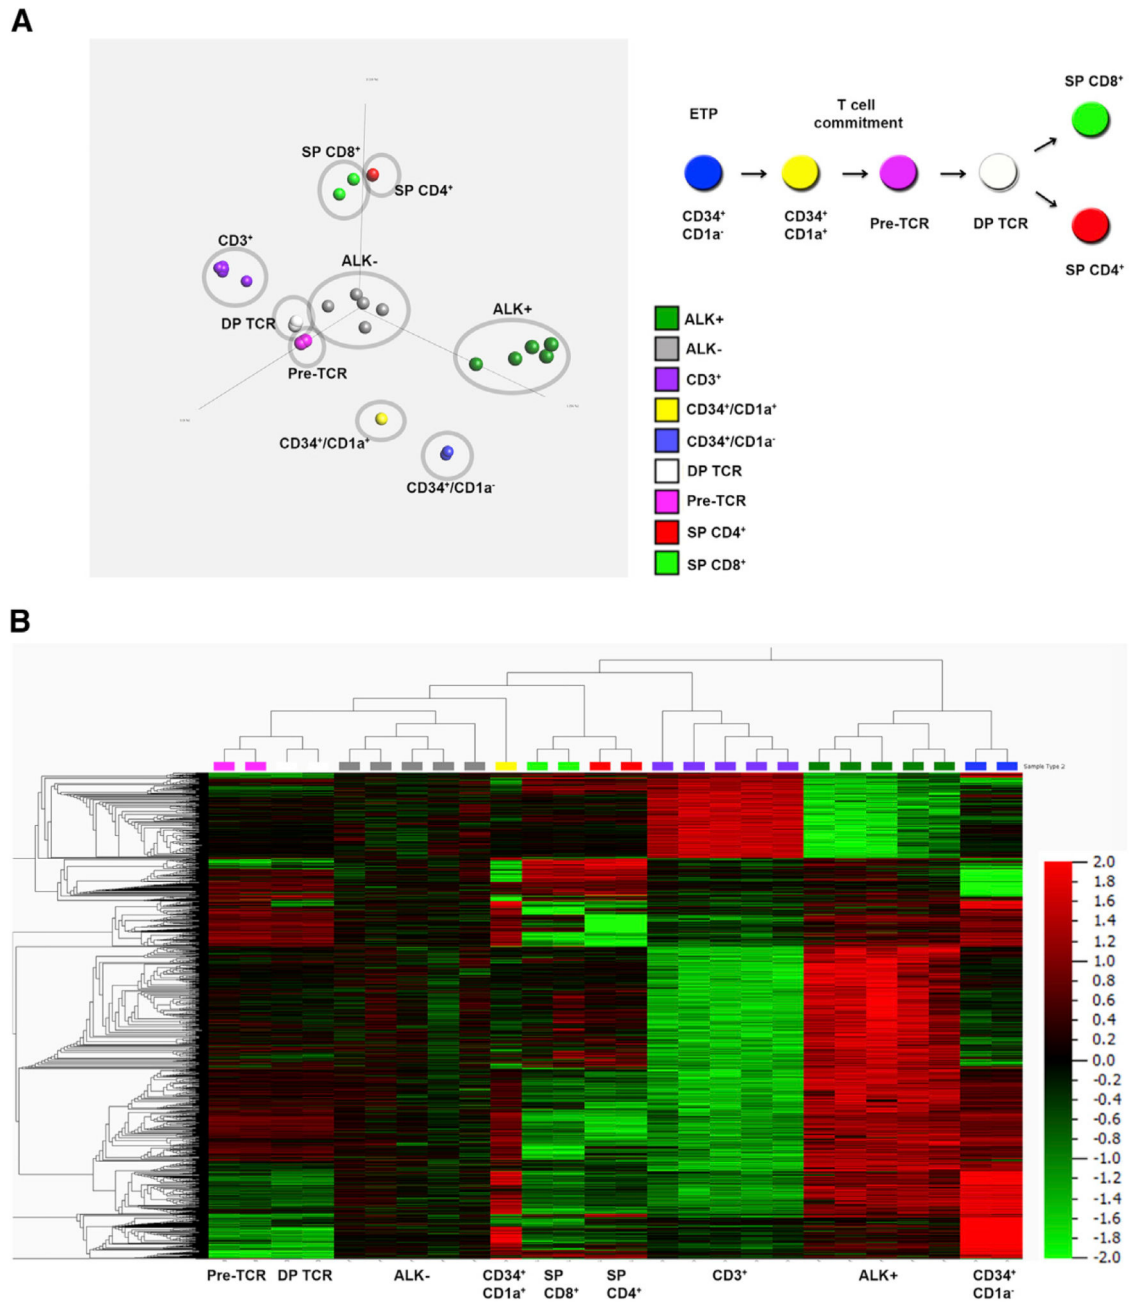 A
SP CD8⁺
SP CD4⁺
CD3⁺
ALK-
DP TCR
ALK+
Pre-TCR
CD34⁺/CD1a⁺
CD34⁺/CD1a⁻
ETP
T cell
commitment
SP CD8⁺
CD34⁺
CD1a⁻
CD34⁺
CD1a⁺
Pre-TCR
DP TCR
SP CD4⁺
ALK+
ALK-
CD3⁺
CD34⁺/CD1a⁺
CD34⁺/CD1a⁻
DP TCR
Pre-TCR
SP CD4⁺
SP CD8⁺
B
Sample Type 2
2.0
1.8
1.6
1.4
1.2
1.0
0.8
0.6
0.4
0.2
0.0
-0.2
-0.4
-0.6
-0.8
-1.0
-1.2
-1.4
-1.6
-1.8
-2.0
Pre-TCR
DP TCR
ALK-
CD34⁺
CD1a⁺
SP
CD8⁺
SP
CD4⁺
CD3⁺
ALK+
CD34⁺
CD1a⁻